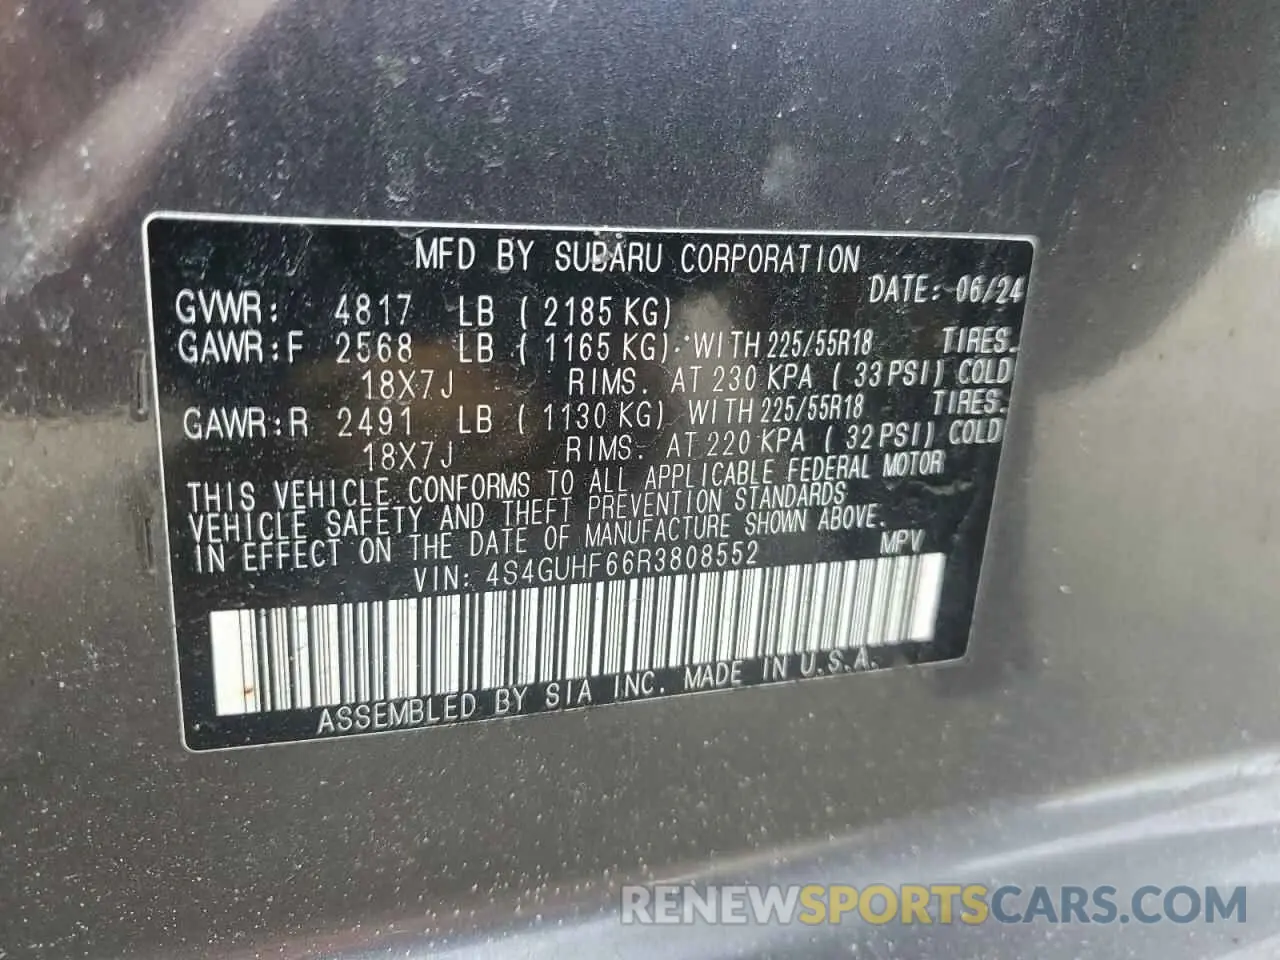 MFD BY SUBARU CORPORATION
DATE: 06/24
GVWR: 4817 LB ( 2185 KG)
GAWR:F 2568 LB ( 1165 KG) WITH 225/55R18 TIRES.
18X7J RIMS. AT 230 KPA ( 33 PSI) COLD
GAWR:R 2491 LB ( 1130 KG) WITH 225/55R18 TIRES.
18X7J RIMS. AT 220 KPA ( 32 PSI) COLD
THIS VEHICLE CONFORMS TO ALL APPLICABLE FEDERAL MOTOR
VEHICLE SAFETY AND THEFT PREVENTION STANDARDS
IN EFFECT ON THE DATE OF MANUFACTURE SHOWN ABOVE.
VIN: 4S4GUHF66R3808552 MPV
ASSEMBLED BY SIA INC. MADE IN U.S.A.
RENEWSPORTSCARS.COM